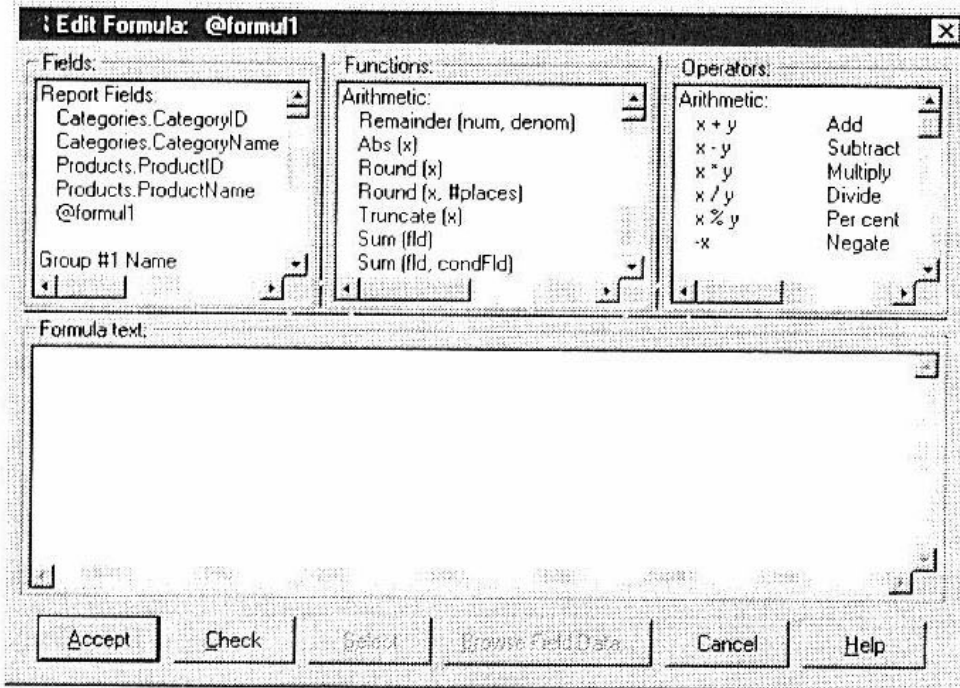 Edit Formula: @formul1
Fields:
Report Fields:
Categories.CategoryID
Categories.CategoryName
Products.ProductID
Products.ProductName
@formul1
Group #1 Name
Functions:
Arithmetic:
Remainder (num, denom)
Abs (x)
Round (x)
Round (x, #places)
Truncate (x)
Sum (fld)
Sum (fld, condFld)
Operators:
Arithmetic:
x + y Add
x - y Subtract
x * y Multiply
x / y Divide
x % y Per cent
-x Negate
Formula text:
Accept Check Select Browse Field Data... Cancel Help